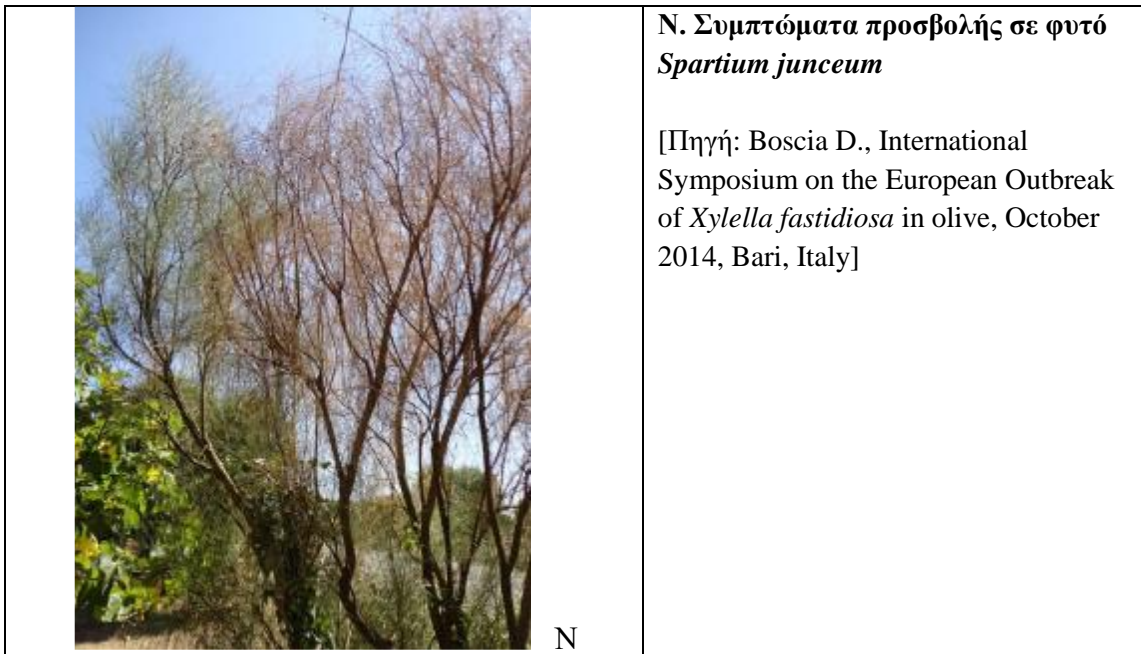 Ν. Συμπτώματα προσβολής σε φυτό
Spartium junceum
[Πηγή: Boscia D., International
Symposium on the European Outbreak
of Xylella fastidiosa in olive, October
2014, Bari, Italy]
Ν